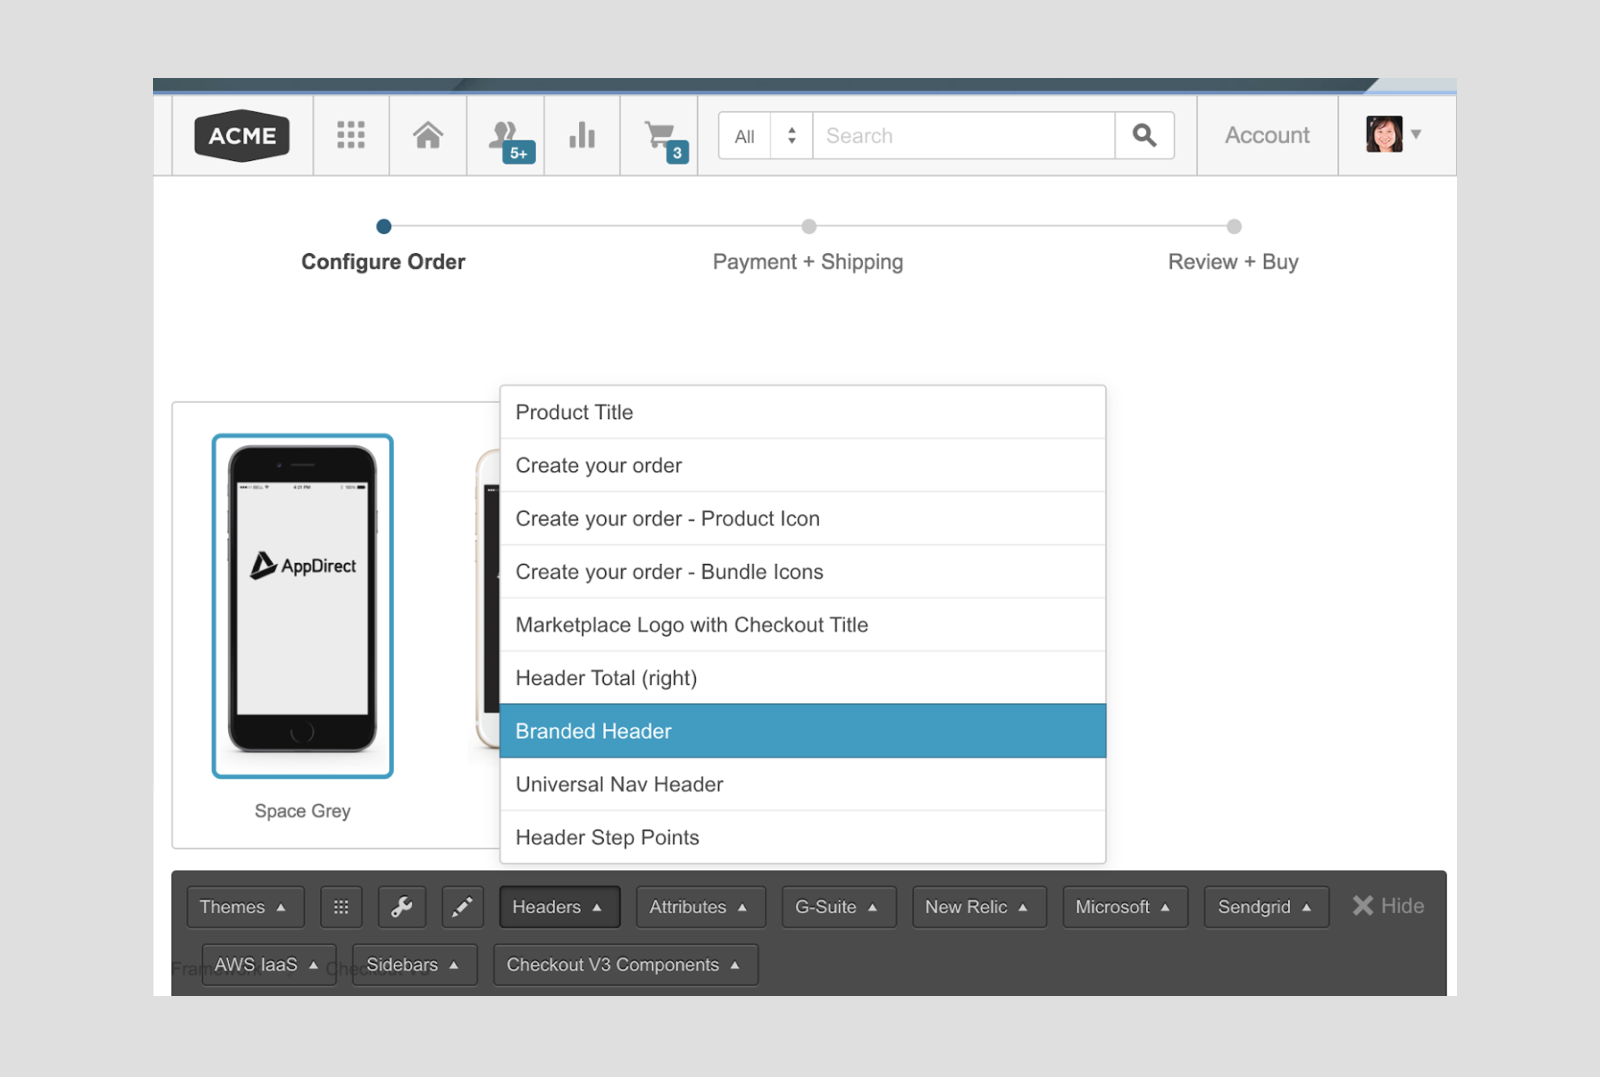 ACME
5+
3
All
Search
Account
Configure Order
Payment + Shipping
Review + Buy
Product Title
Create your order
Create your order - Product Icon
Create your order - Bundle Icons
Marketplace Logo with Checkout Title
Header Total (right)
Branded Header
Universal Nav Header
Header Step Points
4:21 PM
AppDirect
Space Grey
Themes
Headers
Attributes
G-Suite
New Relic
Microsoft
Sendgrid
Hide
AWS IaaS
Sidebars
Checkout V3 Components